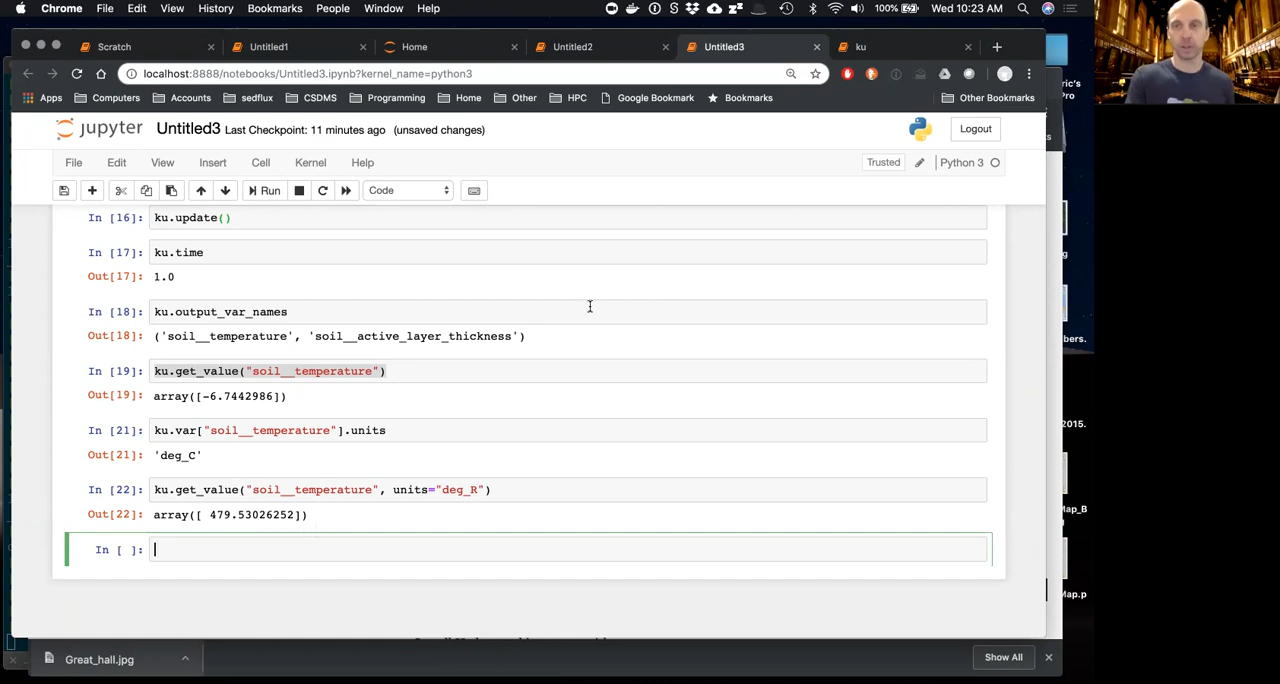 Chrome File Edit View History Bookmarks People Window Help 100% Wed 10:23 AM
Scratch Untitled1 Home Untitled2 Untitled3 ku
localhost:8888/notebooks/Untitled3.ipynb?kernel_name=python3
Apps Computers Accounts sedflux CSDMS Programming Home Other HPC Google Bookmark Bookmarks Other Bookmarks
ric's
Pro
jupyter Untitled3 Last Checkpoint: 11 minutes ago (unsaved changes) Logout
File Edit View Insert Cell Kernel Help Trusted Python 3
Run Code
In [16]: ku.update()
In [17]: ku.time
Out[17]: 1.0
In [18]: ku.output_var_names
Out[18]: ('soil__temperature', 'soil__active_layer_thickness')
bers.
In [19]: ku.get_value("soil__temperature")
Out[19]: array([-6.7442986])
2015.
In [21]: ku.var["soil__temperature"].units
Out[21]: 'deg_C'
In [22]: ku.get_value("soil__temperature", units="deg_R")
Out[22]: array([ 479.53026252])
Map_B
In [ ]:
Map.p
Great_hall.jpg Show All